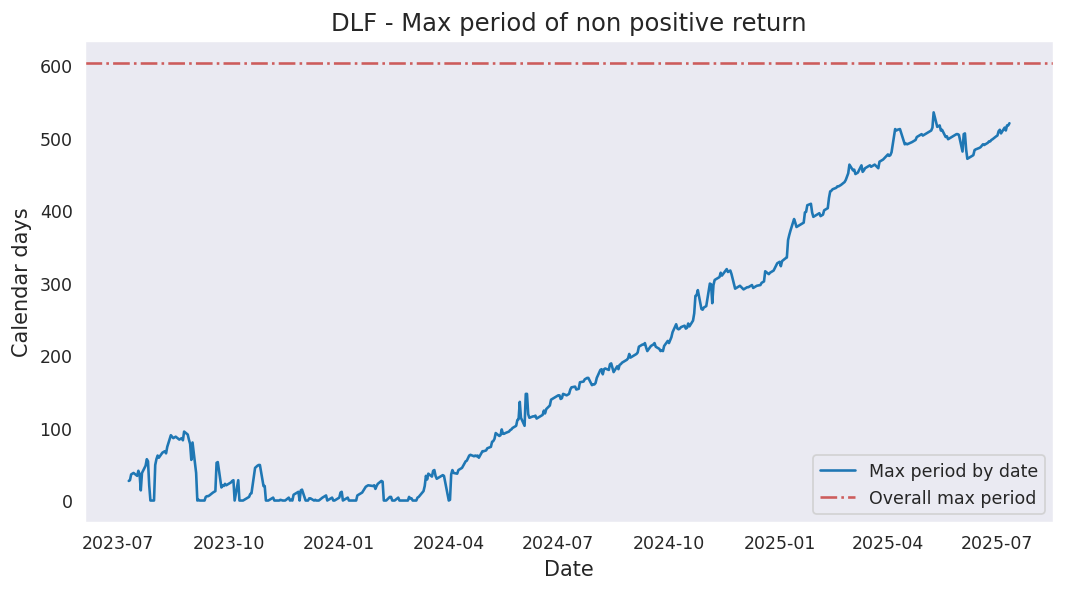 DLF - Max period of non positive return
Calendar days
600
500
400
300
200
100
0
2023-07 2023-10 2024-01 2024-04 2024-07 2024-10 2025-01 2025-04 2025-07
Date
Max period by date
Overall max period